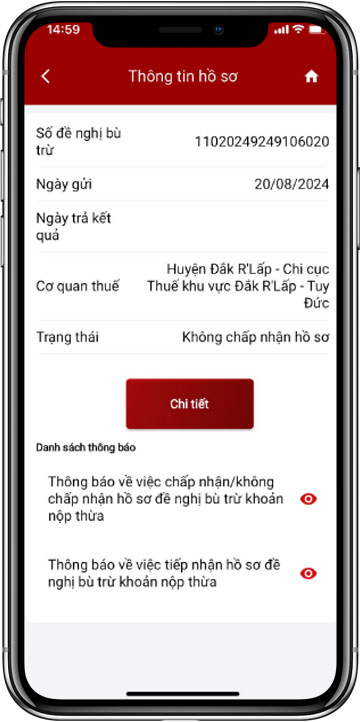 14:59
Thông tin hồ sơ
Số đề nghị bù
trừ
11020249249106020
Ngày gửi
20/08/2024
Ngày trả kết
quả
Cơ quan thuế
Huyện Đắk R'Lấp - Chi cục
Thuế khu vực Đắk R'Lấp - Tuy
Đức
Trạng thái
Không chấp nhận hồ sơ
Chi tiết
Danh sách thông báo
Thông báo về việc chấp nhận/không
chấp nhận hồ sơ đề nghị bù trừ khoản
nộp thừa
Thông báo về việc tiếp nhận hồ sơ đề
nghị bù trừ khoản nộp thừa